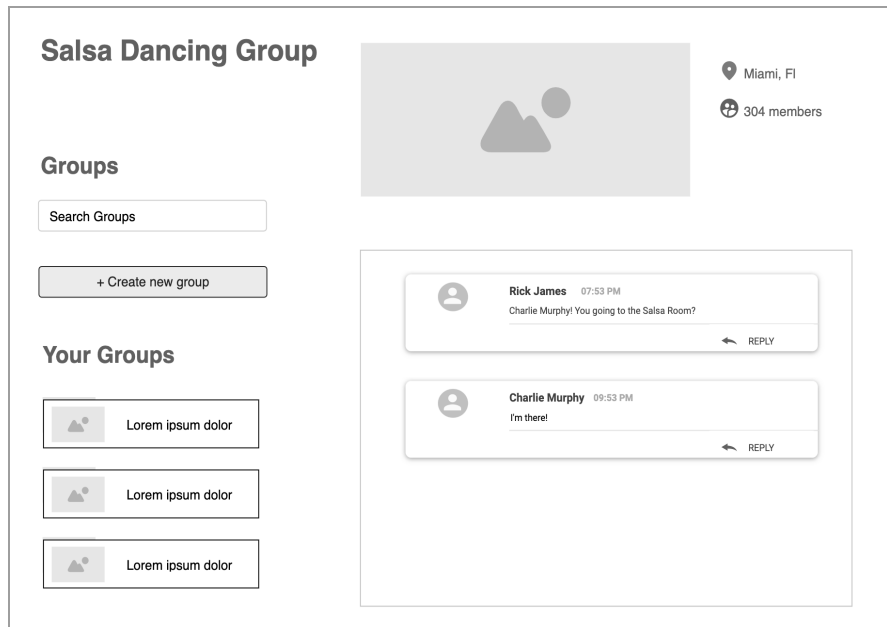 Salsa Dancing Group
Miami, Fl
304 members
Groups
Search Groups
+ Create new group
Your Groups
Lorem ipsum dolor
Lorem ipsum dolor
Lorem ipsum dolor
Rick James 07:53 PM
Charlie Murphy! You going to the Salsa Room?
REPLY
Charlie Murphy 09:53 PM
I'm there!
REPLY